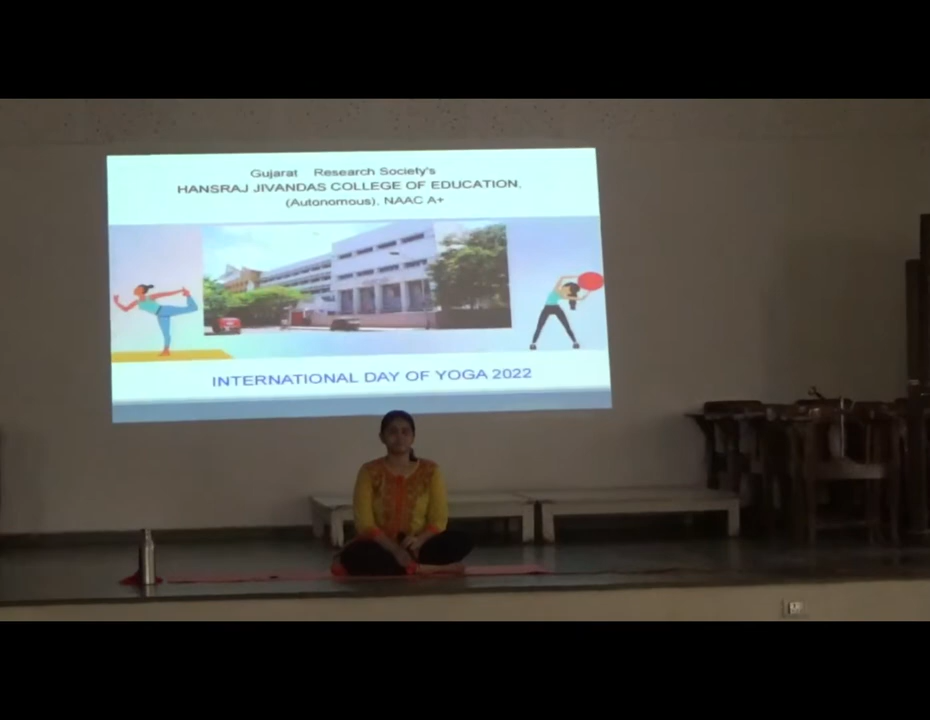 Gujarat Research Society's
HANSRAJ JIVANDAS COLLEGE OF EDUCATION,
(Autonomous), NAAC A+
INTERNATIONAL DAY OF YOGA 2022